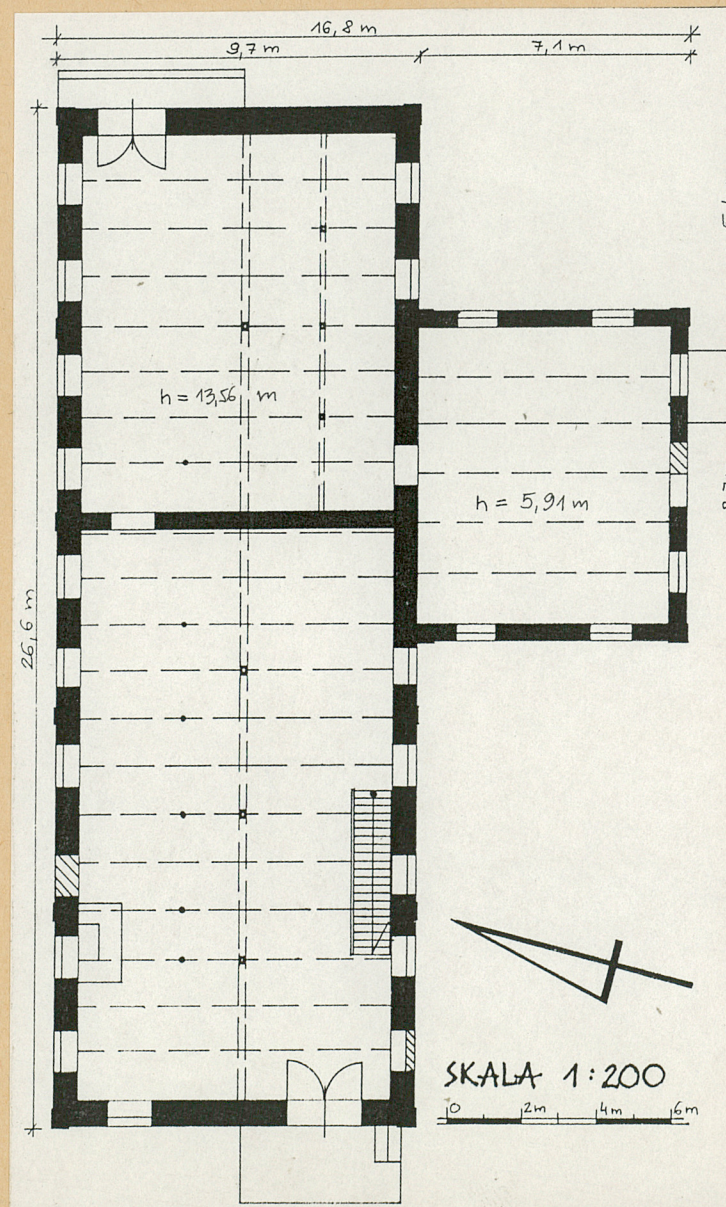 16,8 m
9,7 m
7,1 m
h = 13,56 m
h = 5,91 m
26,6 m
SKALA 1:200
0 2m 4m 6m